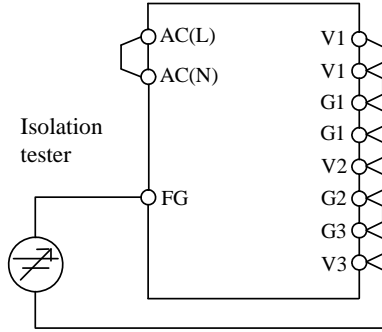 AC(L)
AC(N)
Isolation
tester
FG
V1
V1
G1
G1
V2
G2
G3
V3